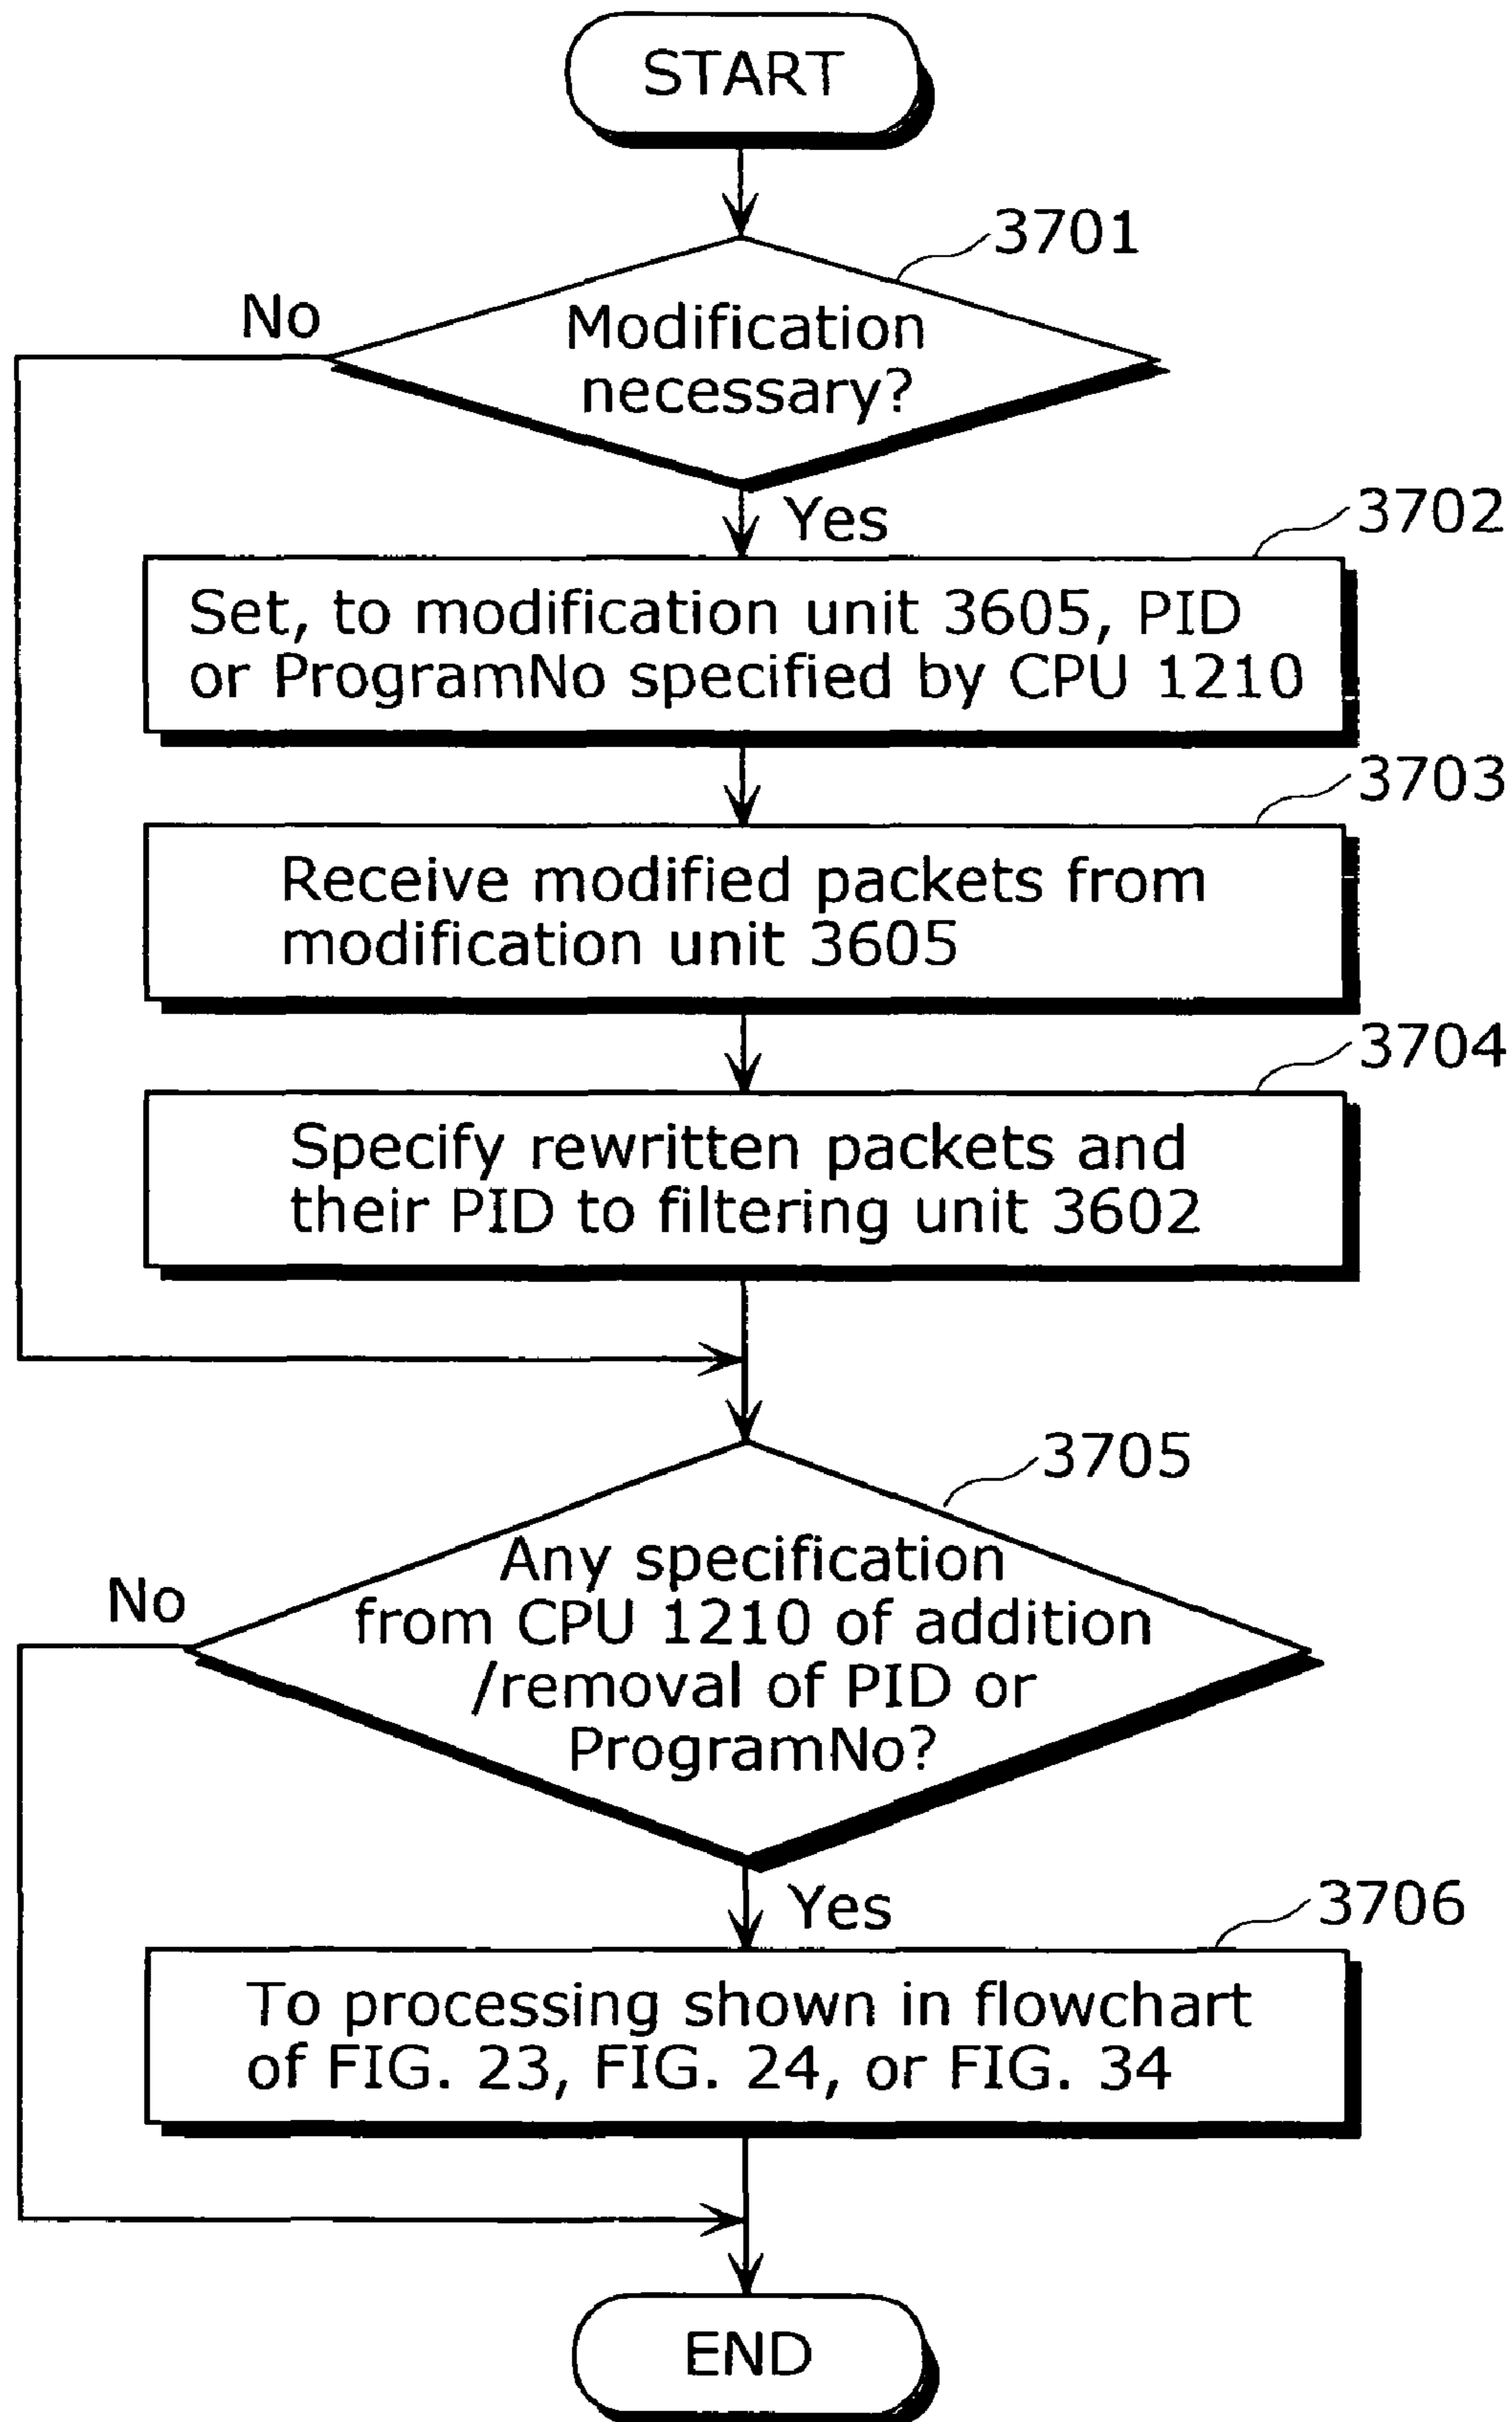 START
3701
No
Modification
necessary?
Yes
3702
Set, to modification unit 3605, PID
or ProgramNo specified by CPU 1210
3703
Receive modified packets from
modification unit 3605
3704
Specify rewritten packets and
their PID to filtering unit 3602
3705
Any specification
No
from CPU 1210 of addition
/removal of PID or
ProgramNo?
Yes
3706
To processing shown in flowchart
of FIG. 23, FIG. 24, or FIG. 34
END